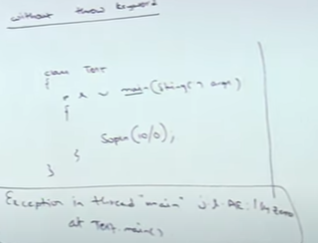 without throw keyword
class Test
{
p s v main(String[] args)
{
Sopln(10/0);
}
}
Exception in thread "main" j.l.AE: / by zero
at Test.main()